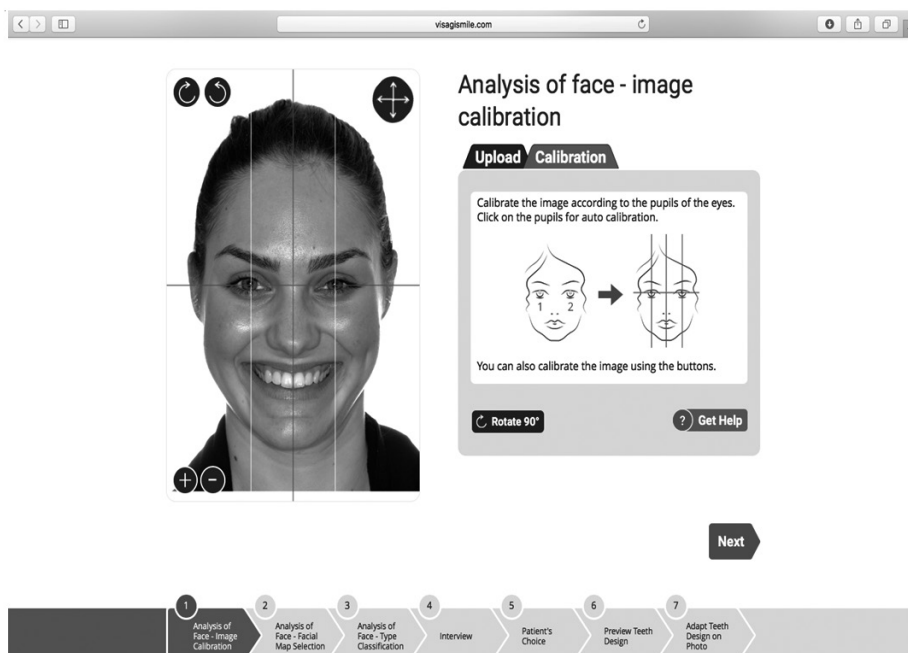 visagismile.com
Analysis of face - image
calibration
Upload Calibration
Calibrate the image according to the pupils of the eyes.
Click on the pupils for auto calibration.
1 2
You can also calibrate the image using the buttons.
Rotate 90°
? Get Help
Next
1
Analysis of
Face - Image
Calibration
2
Analysis of
Face - Facial
Map Selection
3
Analysis of
Face - Type
Classification
4
Interview
5
Patient's
Choice
6
Preview Teeth
Design
7
Adapt Teeth
Design on
Photo